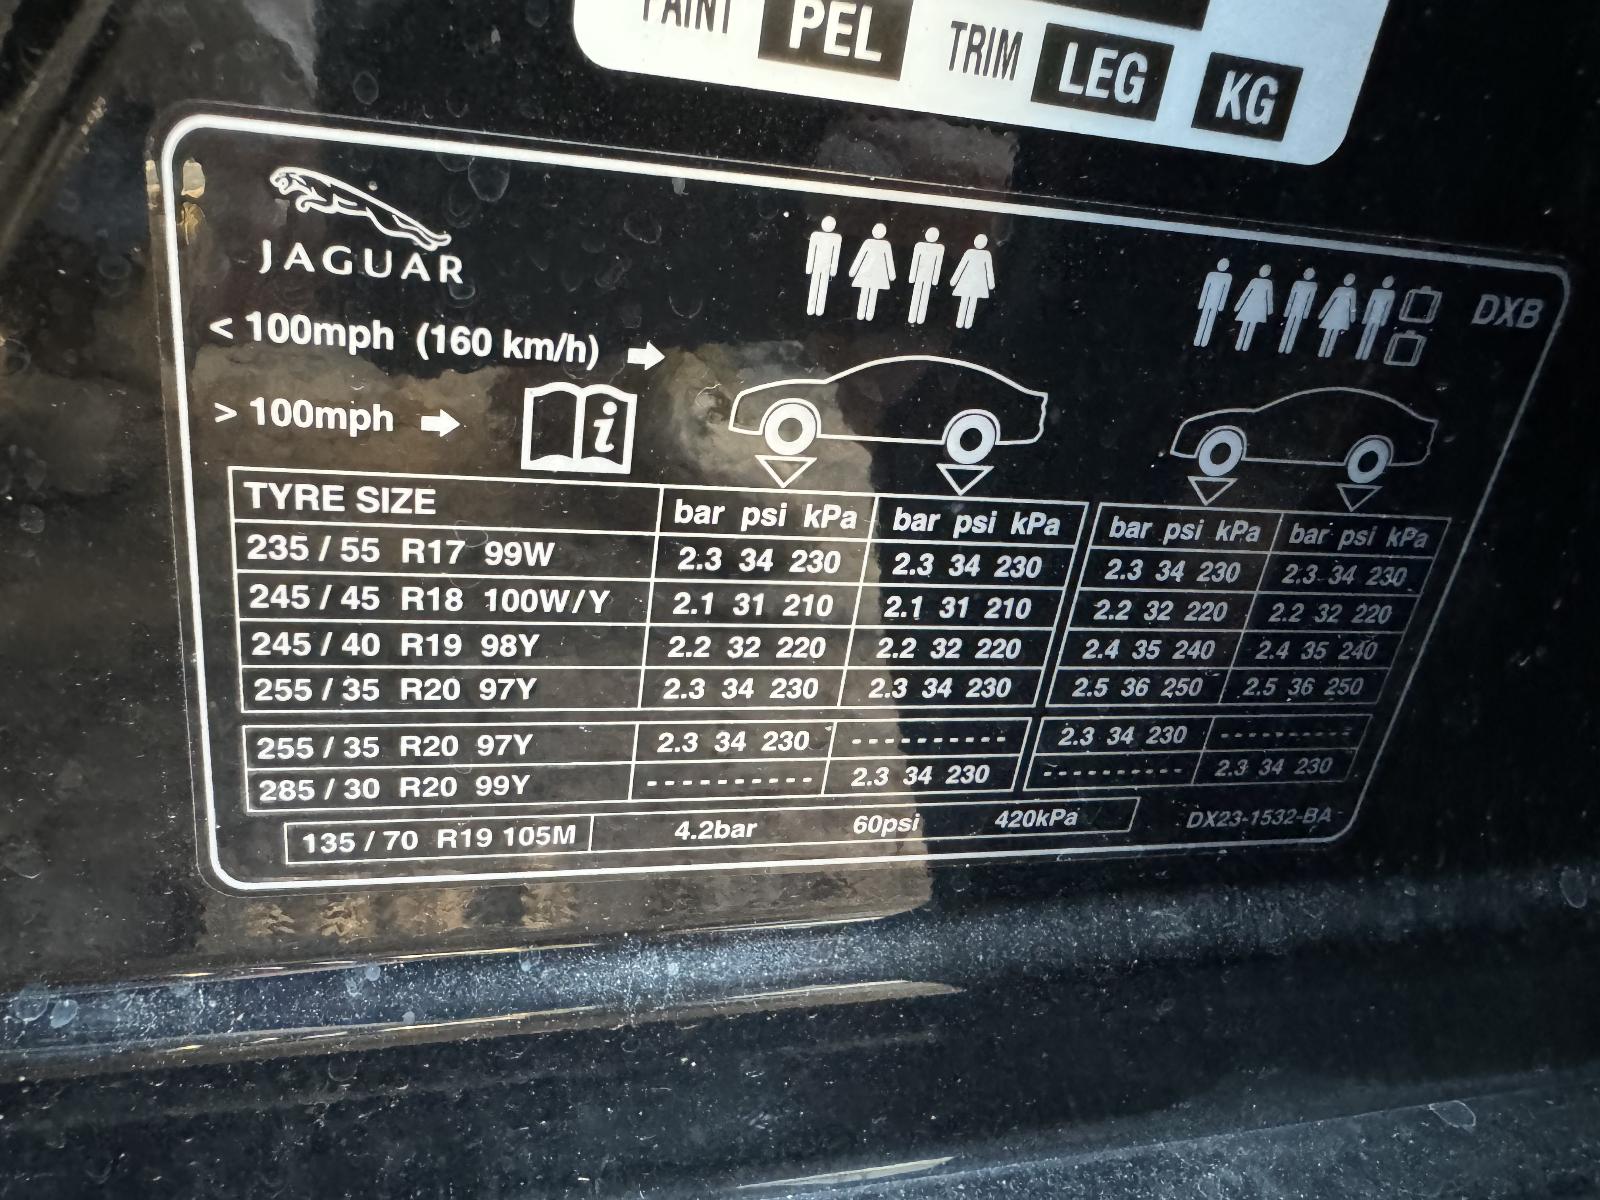 PAINT PEL TRIM LEG KG
JAGUAR
DXB
< 100mph (160 km/h)
> 100mph
i
TYRE SIZE bar psi kPa bar psi kPa bar psi kPa bar psi kPa
235 / 55 R17 99W 2.3 34 230 2.3 34 230 2.3 34 230 2.3 34 230
245 / 45 R18 100W/Y 2.1 31 210 2.1 31 210 2.2 32 220 2.2 32 220
245 / 40 R19 98Y 2.2 32 220 2.2 32 220 2.4 35 240 2.4 35 240
255 / 35 R20 97Y 2.3 34 230 2.3 34 230 2.5 36 250 2.5 36 250
255 / 35 R20 97Y 2.3 34 230 ---------- 2.3 34 230 ----------
285 / 30 R20 99Y ---------- 2.3 34 230 ---------- 2.3 34 230
135 / 70 R19 105M 4.2bar 60psi 420kPa
DX23-1532-BA